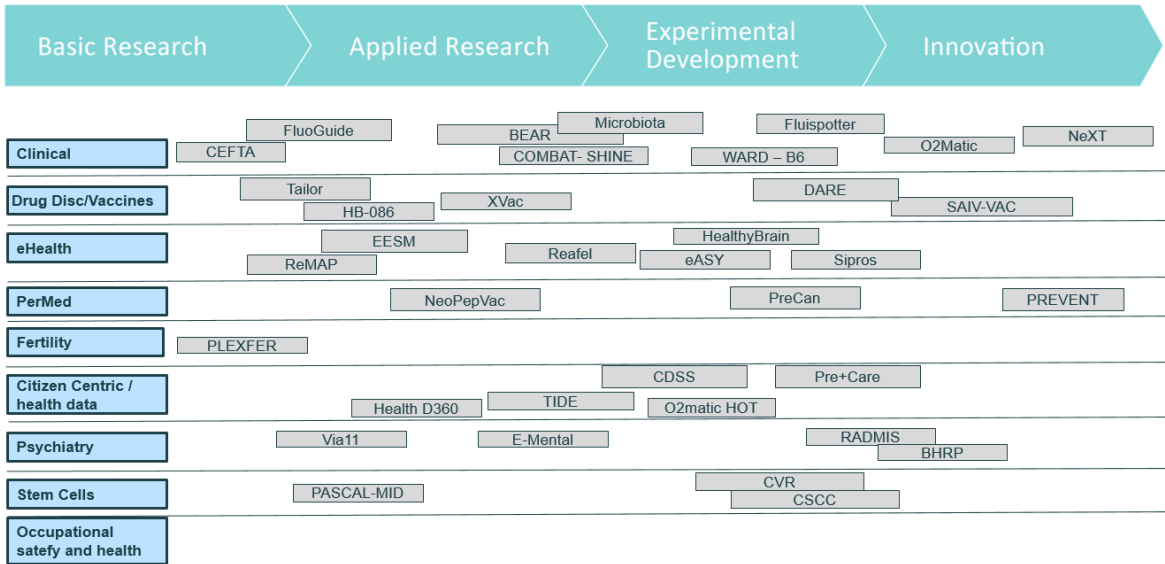 Basic Research
Applied Research
Experimental
Development
Innovation
Clinical
FluoGuide
CEFTA
BEAR
Microbiota
COMBAT- SHINE
Fluispotter
WARD – B6
O2Matic
NeXT
Drug Disc/Vaccines
Tailor
HB-086
XVac
DARE
SAIV-VAC
eHealth
EESM
ReMAP
Reafel
HealthyBrain
eASY
Sipros
PerMed
NeoPepVac
PreCan
PREVENT
Fertility
PLEXFER
Citizen Centric /
health data
Health D360
TIDE
CDSS
O2matic HOT
Pre+Care
Psychiatry
Via11
E-Mental
RADMIS
BHRP
Stem Cells
PASCAL-MID
CVR
CSCC
Occupational
satefy and health